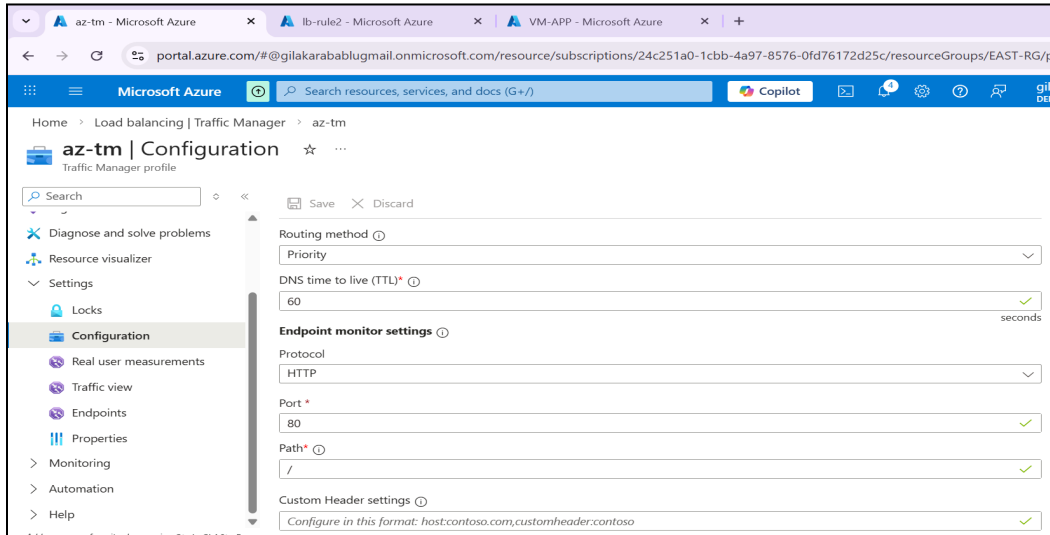 az-tm - Microsoft Azure
lb-rule2 - Microsoft Azure
VM-APP - Microsoft Azure
portal.azure.com/#@gilakarabablugmail.onmicrosoft.com/resource/subscriptions/24c251a0-1cbb-4a97-8576-0fd76172d25c/resourceGroups/EAST-RG/p
Microsoft Azure
Search resources, services, and docs (G+/)
Copilot
4
gil
DE
Home > Load balancing | Traffic Manager > az-tm
az-tm | Configuration
Traffic Manager profile
Search
Save
Discard
Diagnose and solve problems
Resource visualizer
Settings
Locks
Configuration
Real user measurements
Traffic view
Endpoints
Properties
Monitoring
Automation
Help
Routing method
Priority
DNS time to live (TTL)*
60
seconds
Endpoint monitor settings
Protocol
HTTP
Port *
80
Path*
/
Custom Header settings
Configure in this format: host:contoso.com,customheader:contoso